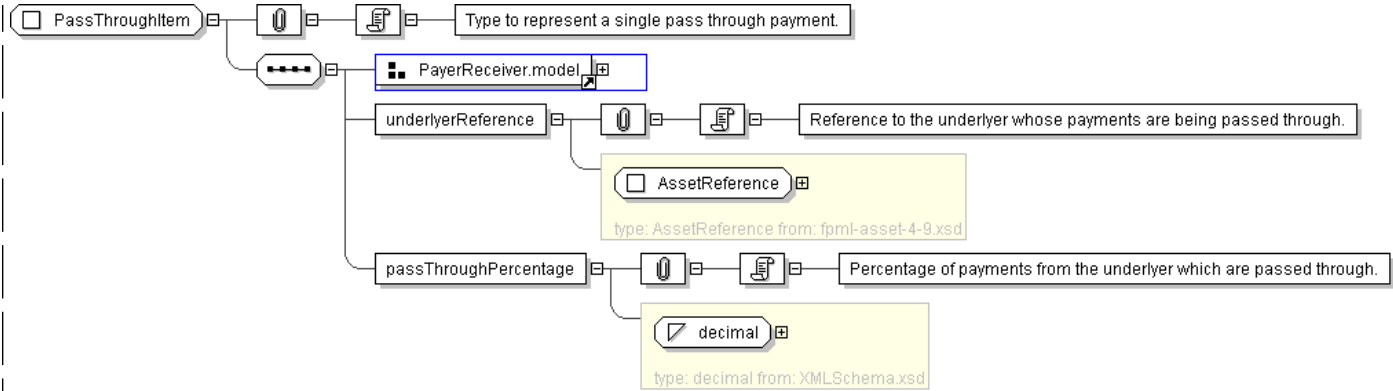 PassThroughItem
Type to represent a single pass through payment.
PayerReceiver.model
underlyerReference
Reference to the underlyer whose payments are being passed through.
AssetReference
type: AssetReference from: fpml-asset-4-9.xsd
passThroughPercentage
Percentage of payments from the underlyer which are passed through.
decimal
type: decimal from: XMLSchema.xsd